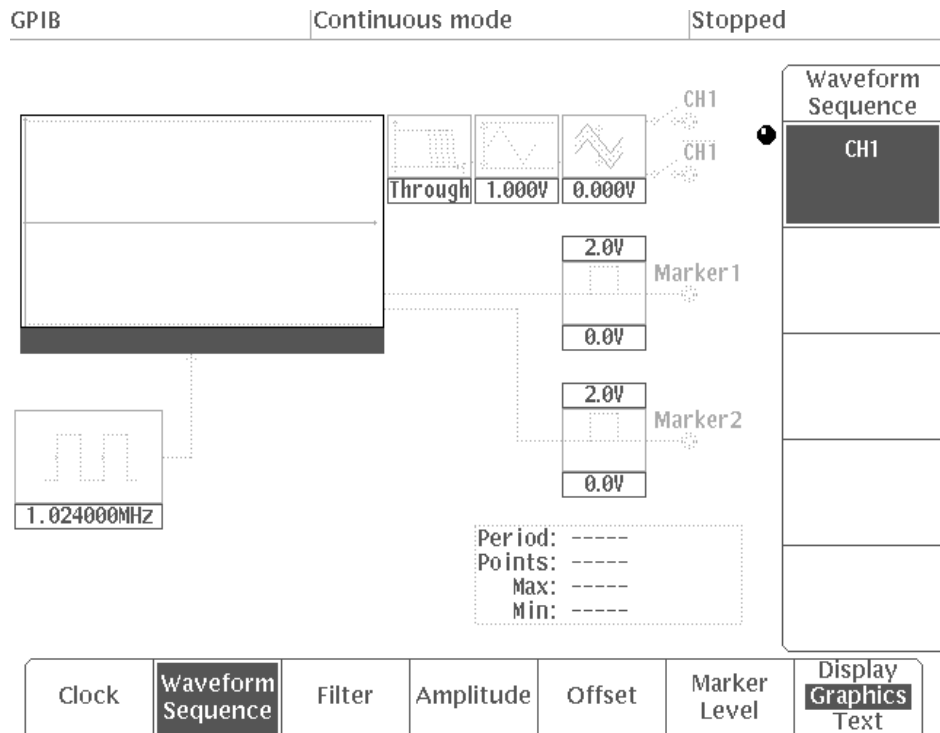 GPIB Continuous mode Stopped
Waveform
Sequence
CH1
CH1
CH1
Through 1.000V 0.000V
2.0V
Marker1
0.0V
2.0V
Marker2
0.0V
1.024000MHz
Period: -----
Points: -----
Max: -----
Min: -----
Clock
Waveform
Sequence
Filter
Amplitude
Offset
Marker
Level
Display
Graphics
Text